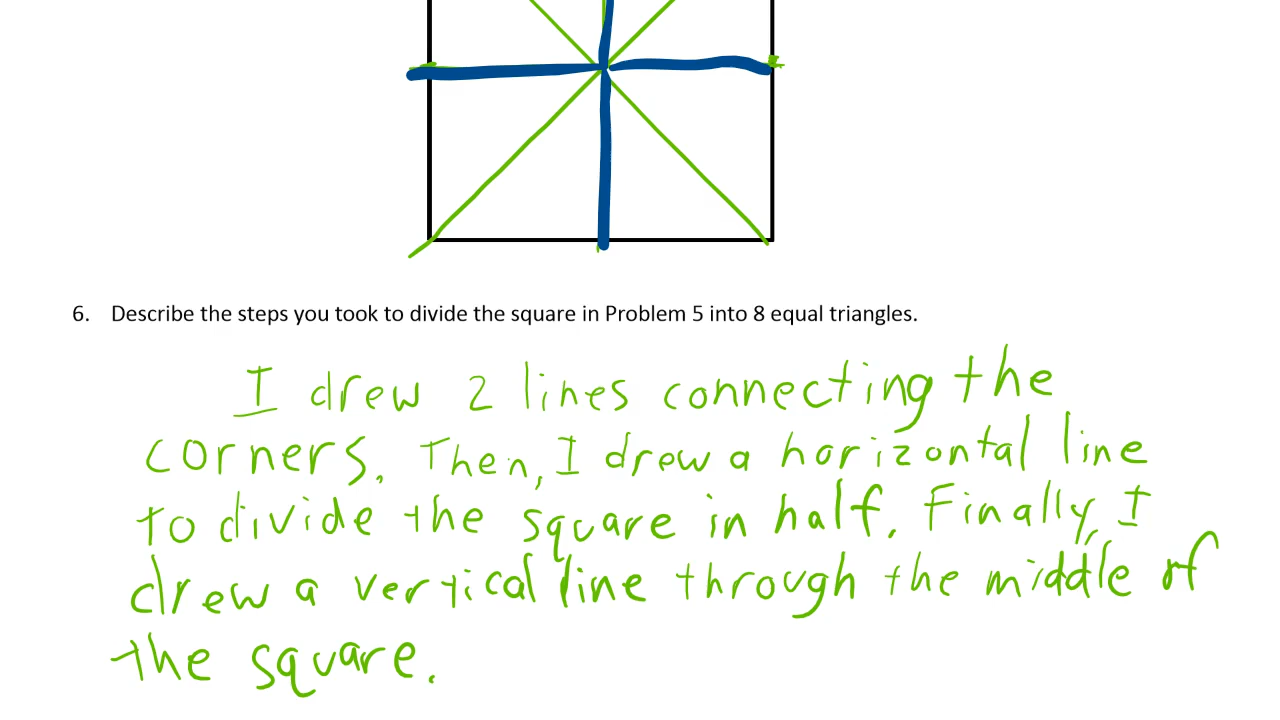 6. Describe the steps you took to divide the square in Problem 5 into 8 equal triangles.
I drew 2 lines connecting the
corners. Then, I drew a horizontal line
to divide the square in half. Finally, I
drew a vertical line through the middle of
the square.